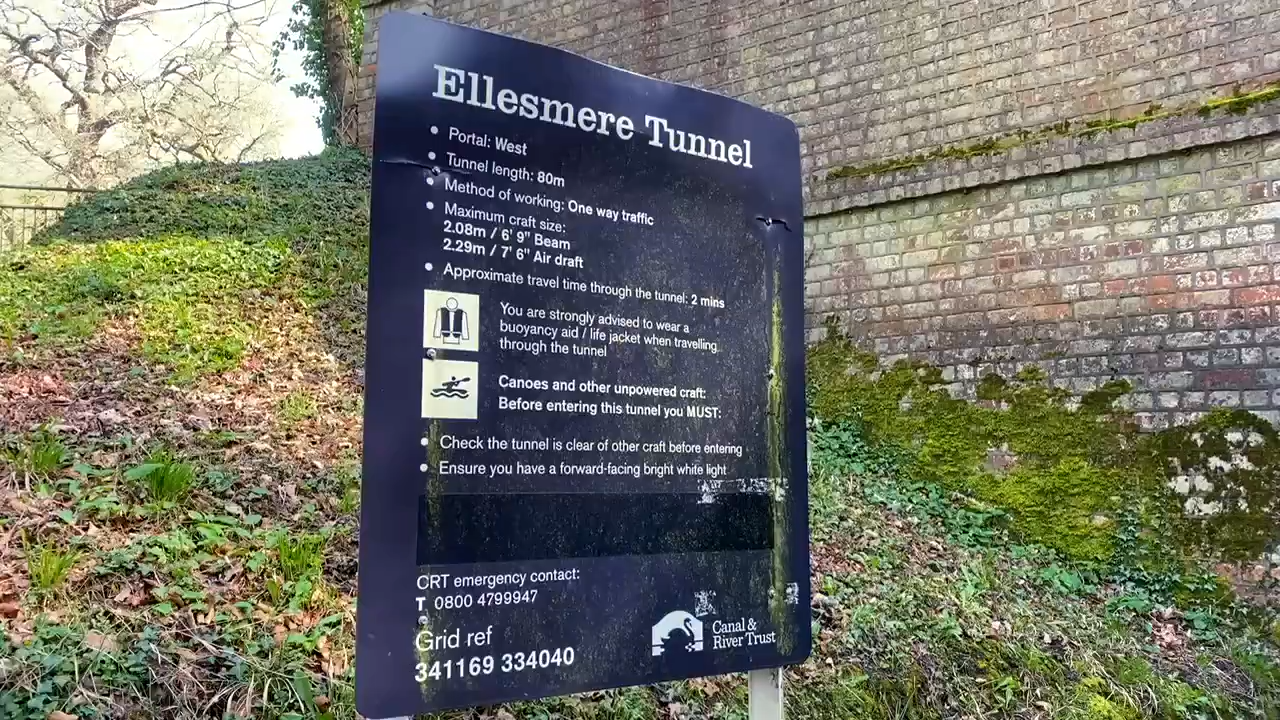 Ellesmere Tunnel
• Portal: West
• Tunnel length: 80m
• Method of working: One way traffic
• Maximum craft size:
2.08m / 6' 9" Beam
2.29m / 7' 6" Air draft
• Approximate travel time through the tunnel: 2 mins
You are strongly advised to wear a
buoyancy aid / life jacket when travelling
through the tunnel
Canoes and other unpowered craft:
Before entering this tunnel you MUST:
• Check the tunnel is clear of other craft before entering
• Ensure you have a forward-facing bright white light
CRT emergency contact:
T 0800 4799947
Grid ref
341169 334040
Canal &
River Trust